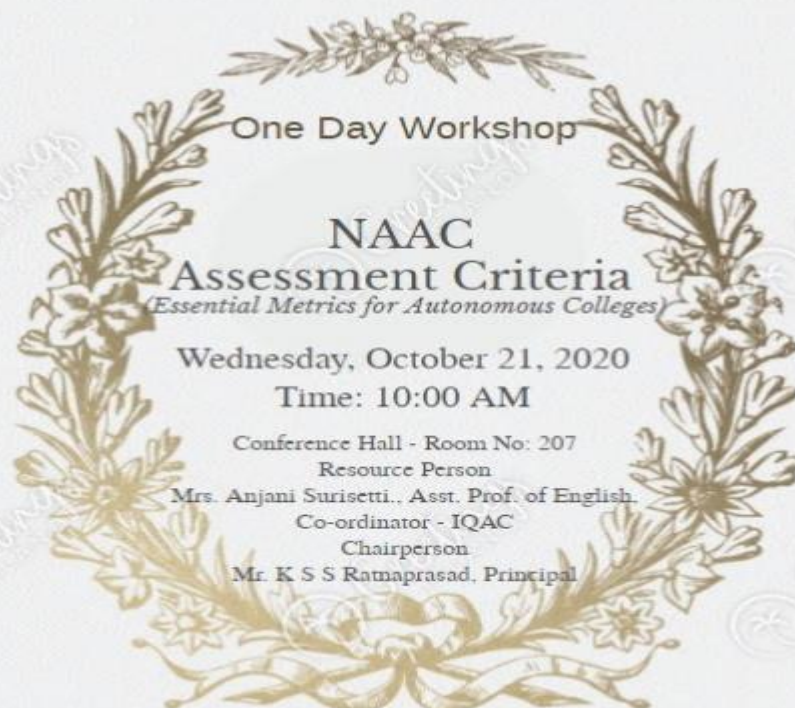 One Day Workshop
NAAC
Assessment Criteria
(Essential Metrics for Autonomous Colleges)
Wednesday, October 21, 2020
Time: 10:00 AM
Conference Hall - Room No: 207
Resource Person
Mrs. Anjani Surisetti., Asst. Prof. of English.
Co-ordinator - IQAC
Chairperson
Mr. K S S Ratnaprasad, Principal